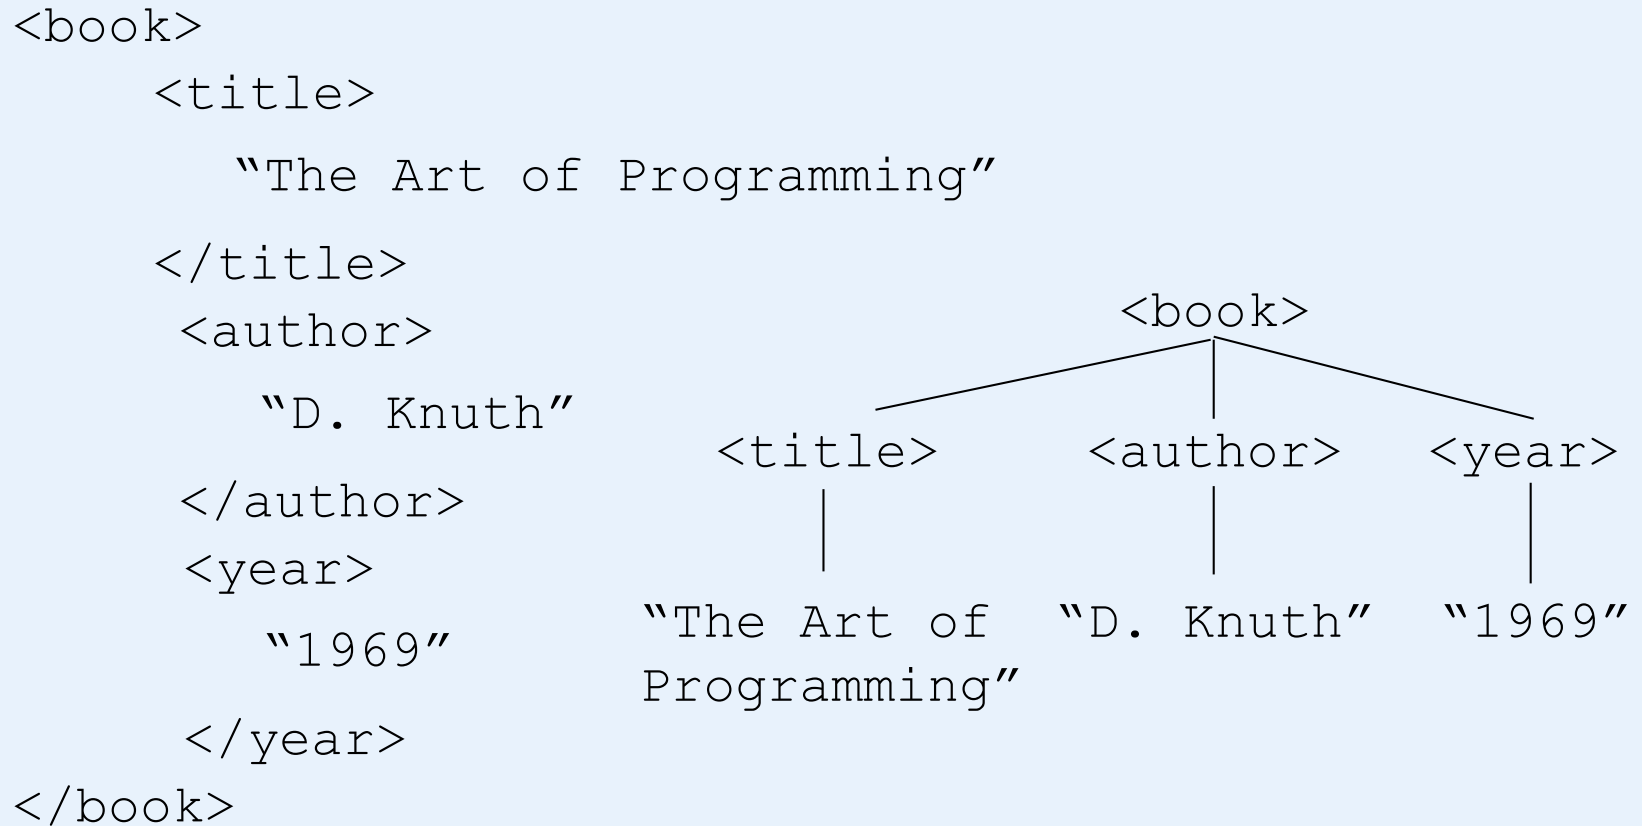 <book>
<title>
“The Art of Programming”
</title>
<author>
“D. Knuth”
</author>
<year>
“1969”
</year>
</book>
<book>
<title> <author> <year>
“The Art of “D. Knuth” “1969”
Programming”